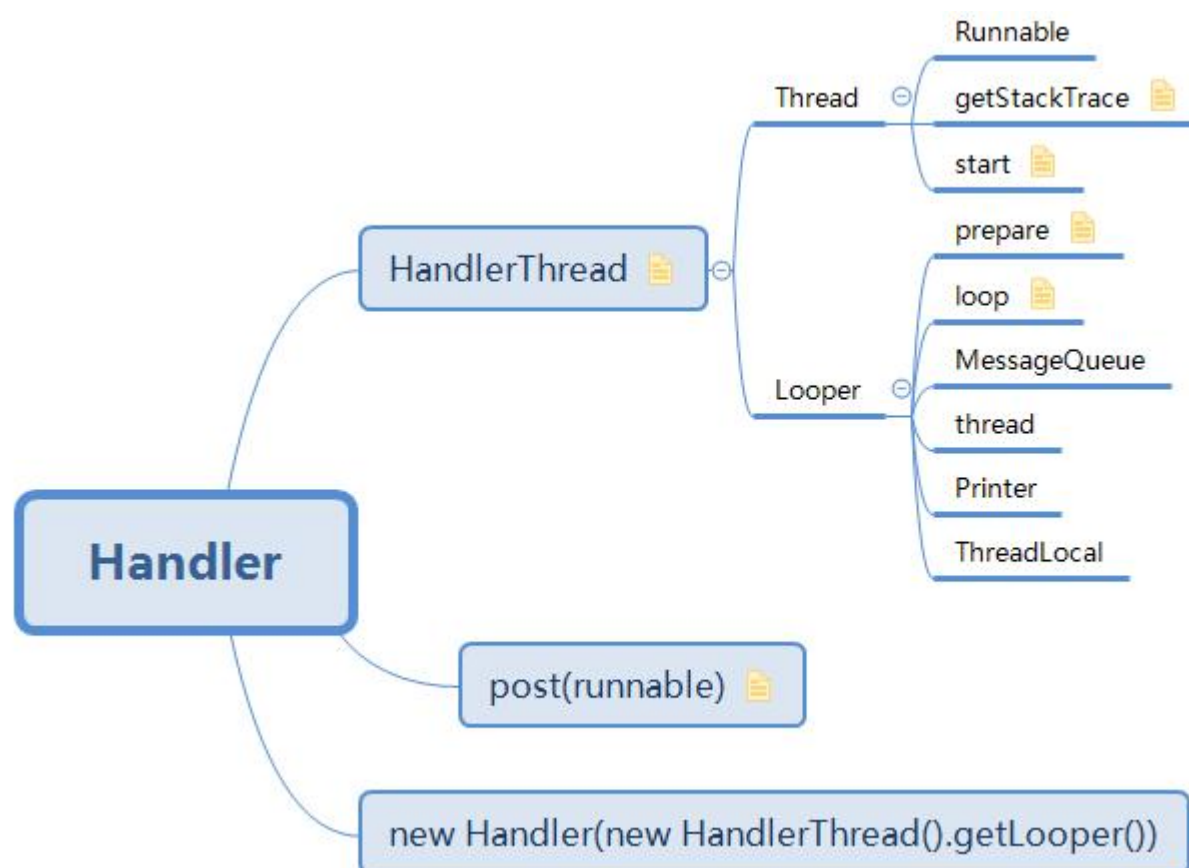 Runnable
Thread
getStackTrace
start
prepare
HandlerThread
loop
MessageQueue
Looper
thread
Printer
Handler
ThreadLocal
post(runnable)
new Handler(new HandlerThread().getLooper())